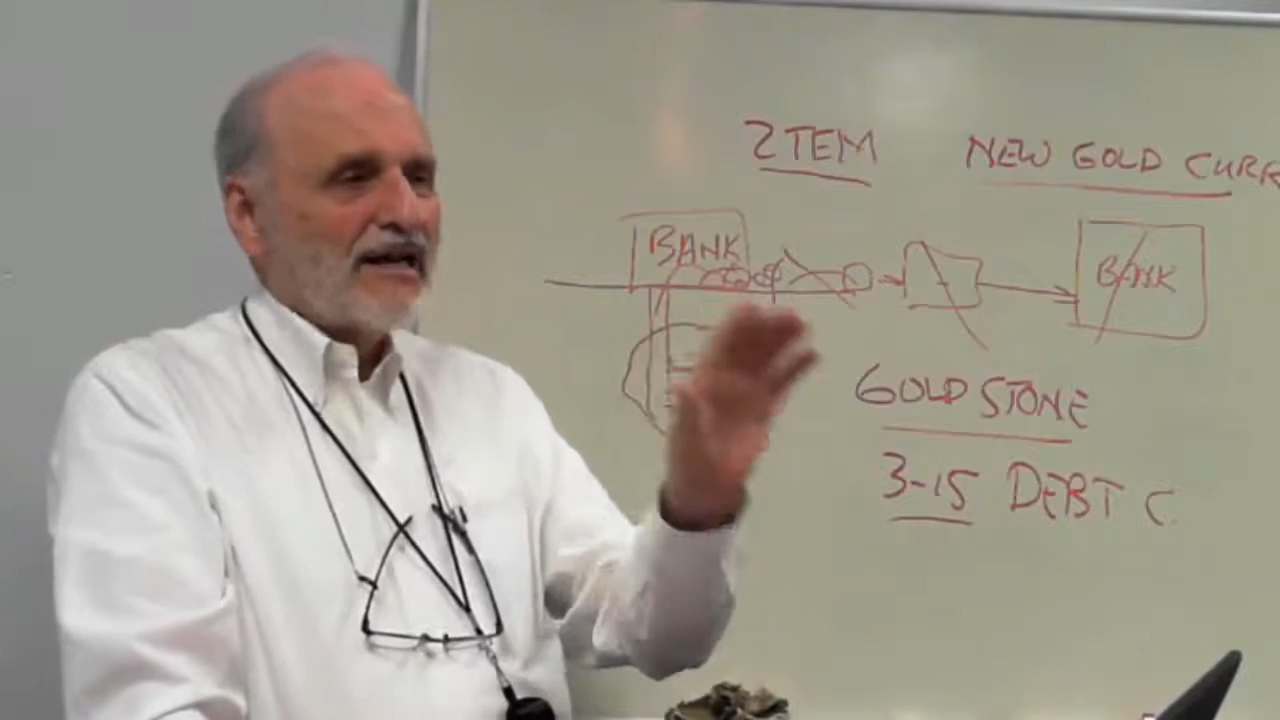 2TEM NEW GOLD CURR
BANK BANK
GOLD STONE
3-15 DEBT C.